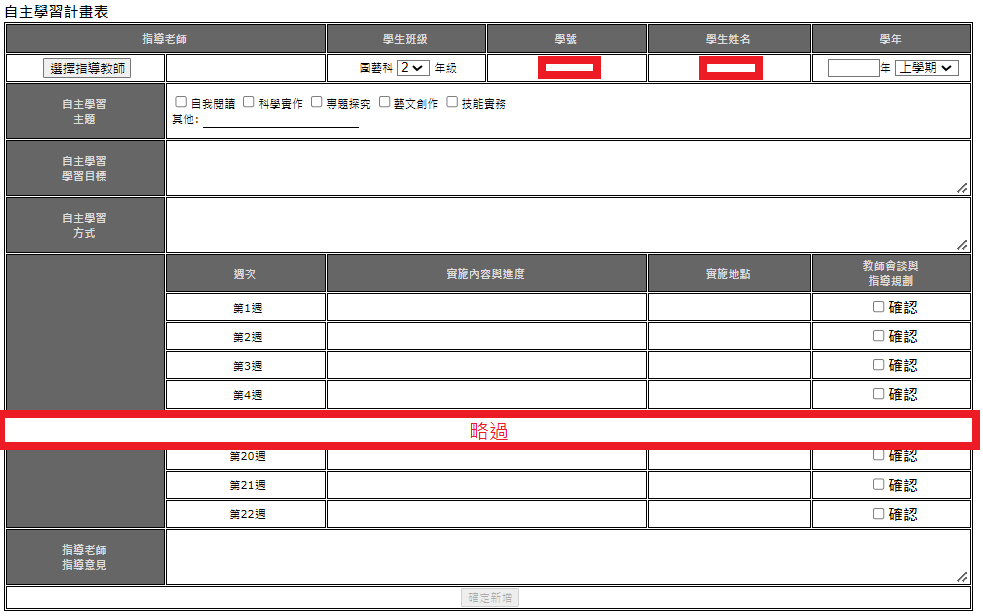 自主學習計畫表
指導老師 學生班級 學號 學生姓名 學年
選擇指導教師 園藝科 2 年級 年 上學期
自主學習
主題
自我閱讀 科學實作 專題探究 藝文創作 技能實務
其他:
自主學習
學習目標
自主學習
方式
週次 實施內容與進度 實施地點 教師會談與
指導規劃
第1週 確認
第2週 確認
第3週 確認
第4週 確認
略過
第20週 確認
第21週 確認
第22週 確認
指導老師
指導意見
確定新增